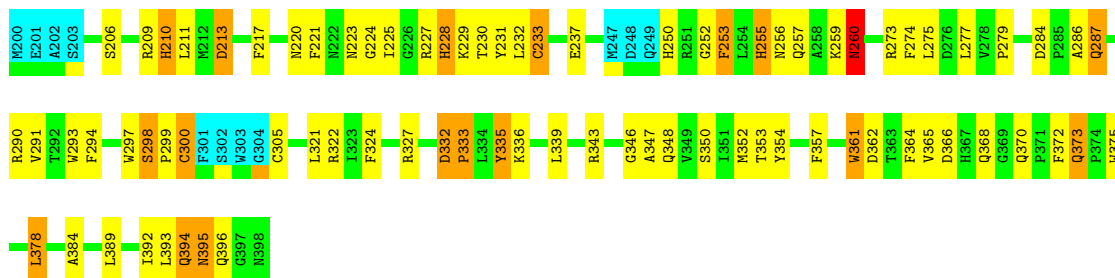 M200 E201 A202 S203 S206 R209 H210 L211 M212 D213 F217 N220 F221 N222 N223 G224 I225 G226 R227 H228 K229 T230 Y231 L232 C233 E237 M247 D248 Q249 H250 R251 G252 F253 L254 H255 N256 Q257 A258 K259 N260 R273 F274 L275 D276 L277 V278 P279 D284 P285 A286 Q287
R290 V291 T292 W293 F294 W297 S298 P299 C300 F301 S302 W303 G304 C305 L321 R322 I323 F324 R327 D332 P333 L334 Y335 K336 L339 R343 G346 A347 Q348 V349 S350 I351 M352 T353 Y354 F357 W361 D362 T363 F364 V365 D366 H367 Q368 G369 Q370 P371 F372 Q373 P374 W375
L378 A384 L389 I392 L393 Q394 N395 Q396 G397 N398